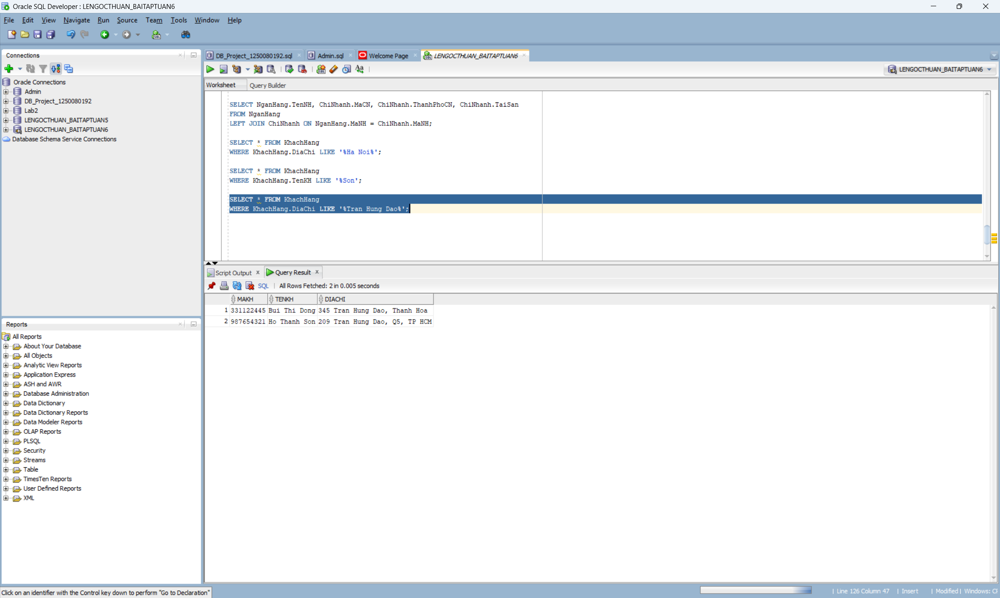 Oracle SQL Developer : LENGOCTHUAN_BAITAPTUAN6
File Edit View Navigate Run Source Team Tools Window Help
Connections
Oracle Connections
Admin
DB_Project_1250080192
Lab2
LENGOCTHUAN_BAITAPTUAN5
LENGOCTHUAN_BAITAPTUAN6
Database Schema Service Connections
Reports
All Reports
About Your Database
All Objects
Analytic View Reports
Application Express
ASH and AWR
Database Administration
Data Dictionary
Data Dictionary Reports
Data Modeler Reports
OLAP Reports
PLSQL
Security
Streams
Table
TimesTen Reports
User Defined Reports
XML
DB_Project_1250080192.sql Admin.sql Welcome Page LENGOCTHUAN_BAITAPTUAN6
LENGOCTHUAN_BAITAPTUAN6
Worksheet Query Builder
SELECT NganHang.TenNH, ChiNhanh.MaCN, ChiNhanh.ThanhPhoCN, ChiNhanh.TaiSan
FROM NganHang
LEFT JOIN ChiNhanh ON NganHang.MaNH = ChiNhanh.MaNH;
SELECT * FROM KhachHang
WHERE KhachHang.DiaChi LIKE '%Ha Noi%';
SELECT * FROM KhachHang
WHERE KhachHang.TenKH LIKE '%Son';
SELECT * FROM KhachHang
WHERE KhachHang.DiaChi LIKE '%Tran Hung Dao%';
Script Output Query Result
SQL | All Rows Fetched: 2 in 0.005 seconds
MAKH TENKH DIACHI
1 331122445 Bui Thi Dong 345 Tran Hung Dao, Thanh Hoa
2 987654321 Ho Thanh Son 209 Tran Hung Dao, Q5, TP HCM
Click on an identifier with the Control key down to perform "Go to Declaration"
| Line 126 Column 47 | Insert | Modified | Windows: